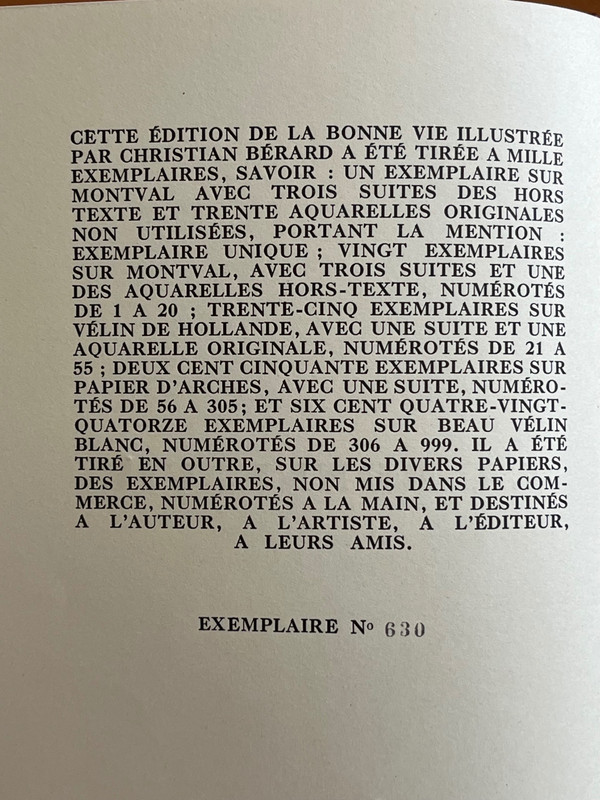 CETTE ÉDITION DE LA BONNE VIE ILLUSTRÉE
PAR CHRISTIAN BÉRARD A ÉTÉ TIRÉE A MILLE
EXEMPLAIRES, SAVOIR : UN EXEMPLAIRE SUR
MONTVAL AVEC TROIS SUITES DES HORS
TEXTE ET TRENTE AQUARELLES ORIGINALES
NON UTILISÉES, PORTANT LA MENTION :
EXEMPLAIRE UNIQUE ; VINGT EXEMPLAIRES
SUR MONTVAL, AVEC TROIS SUITES ET UNE
DES AQUARELLES HORS-TEXTE, NUMÉROTÉS
DE 1 A 20 ; TRENTE-CINQ EXEMPLAIRES SUR
VÉLIN DE HOLLANDE, AVEC UNE SUITE ET UNE
AQUARELLE ORIGINALE, NUMÉROTÉS DE 21 A
55 ; DEUX CENT CINQUANTE EXEMPLAIRES SUR
PAPIER D'ARCHES, AVEC UNE SUITE, NUMÉRO-
TÉS DE 56 A 305; ET SIX CENT QUATRE-VINGT-
QUATORZE EXEMPLAIRES SUR BEAU VÉLIN
BLANC, NUMÉROTÉS DE 306 A 999. IL A ÉTÉ
TIRÉ EN OUTRE, SUR LES DIVERS PAPIERS,
DES EXEMPLAIRES, NON MIS DANS LE COM-
MERCE, NUMÉROTÉS A LA MAIN, ET DESTINÉS
A L'AUTEUR, A L'ARTISTE, A L'ÉDITEUR,
A LEURS AMIS.
EXEMPLAIRE Nº 630